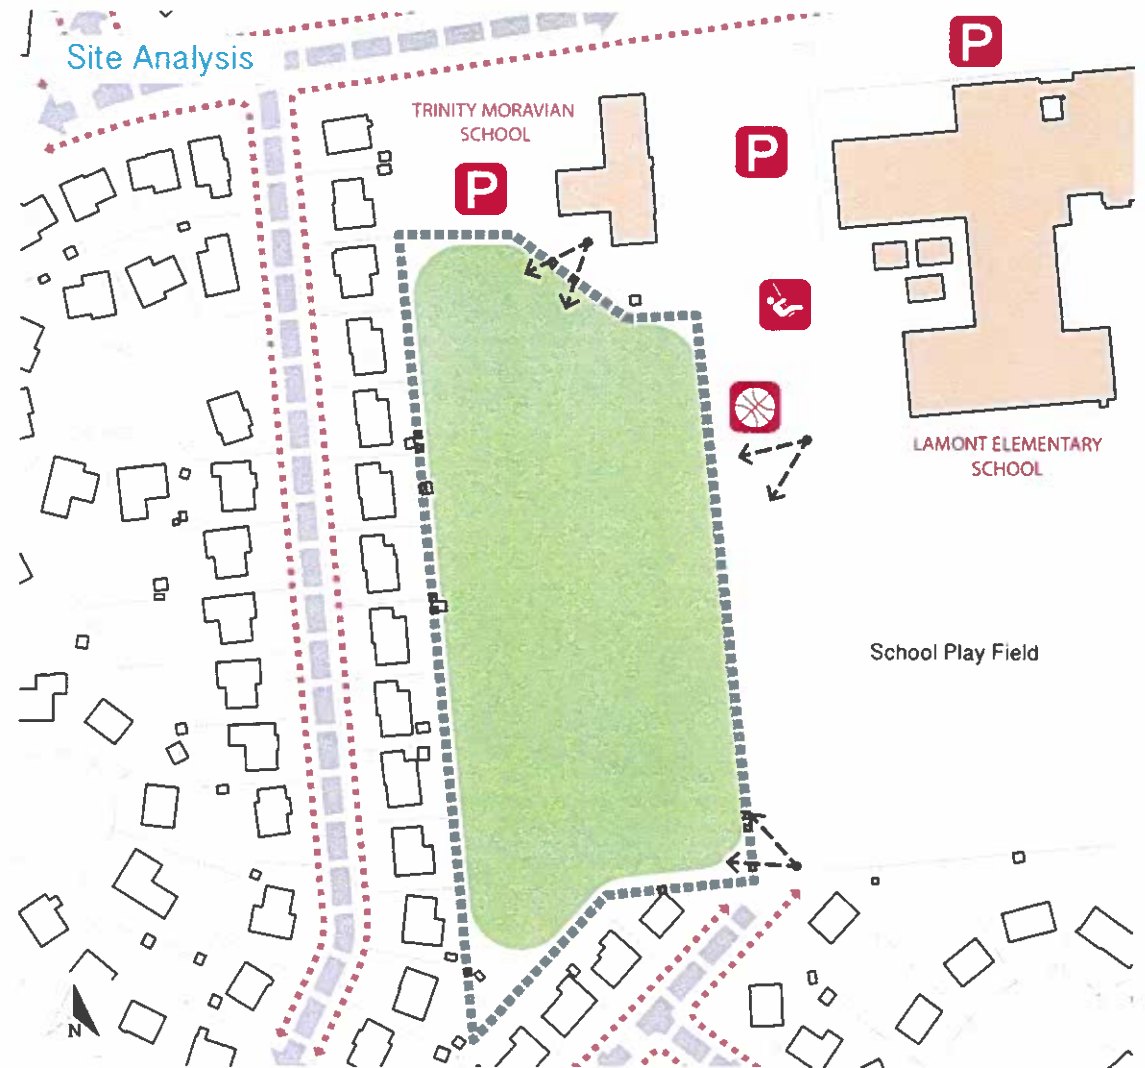 Site Analysis
P
TRINITY MORAVIAN
SCHOOL
P
P
LAMONT ELEMENTARY
SCHOOL
School Play Field
N